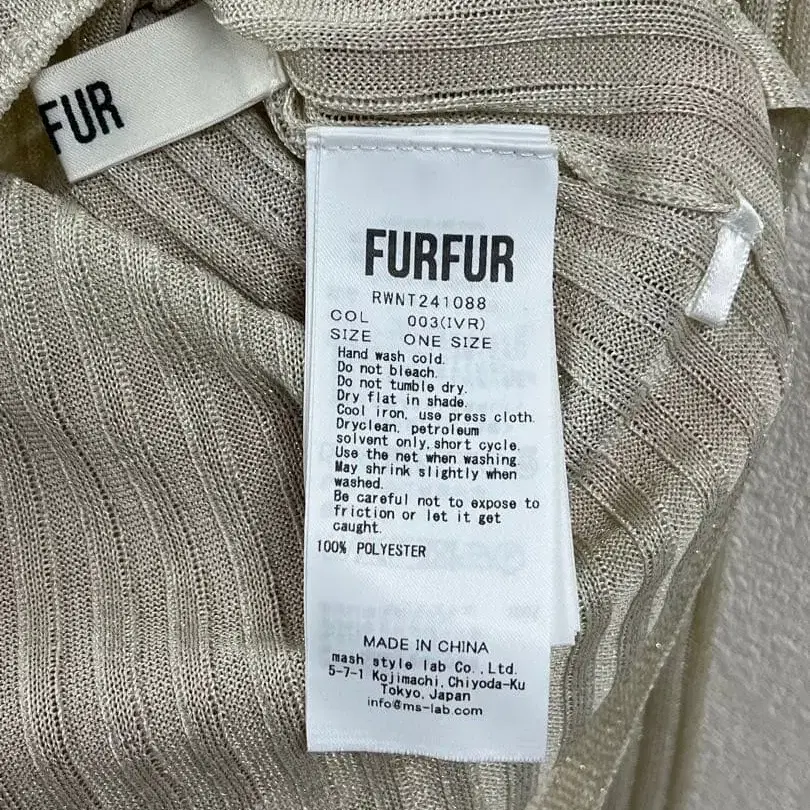 FUR
FURFUR
RWNT241088
COL 003(IVR)
SIZE ONE SIZE
Hand wash cold.
Do not bleach.
Do not tumble dry.
Dry flat in shade.
Cool iron, use press cloth.
Dryclean, petroleum
solvent only, short cycle.
Use the net when washing.
May shrink slightly when
washed.
Be careful not to expose to
friction or let it get
caught.
100% POLYESTER
MADE IN CHINA
mash style lab Co., Ltd.
5-7-1 Kojimachi, Chiyoda-Ku
Tokyo, Japan
info@ms-lab.com